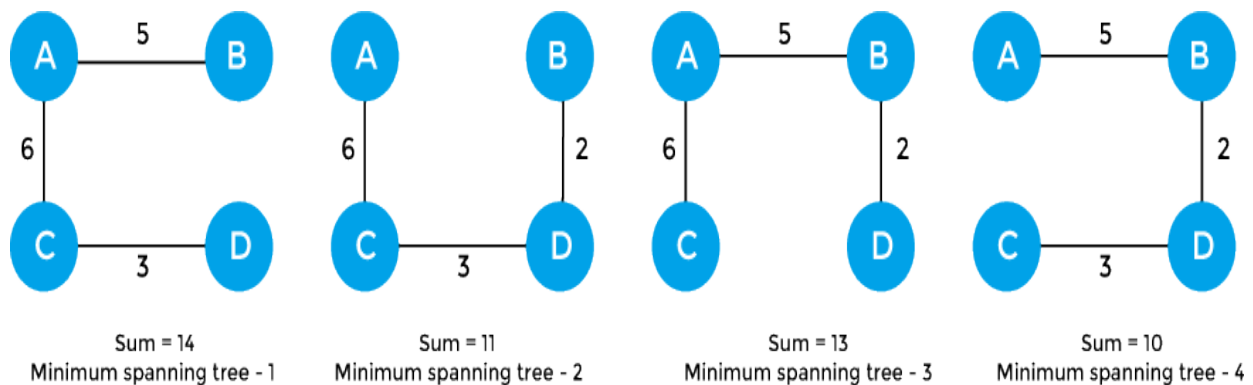 A 5 B
6
C 3 D
Sum = 14
Minimum spanning tree - 1
A B
6 2
C 3 D
Sum = 11
Minimum spanning tree - 2
A 5 B
6 2
C D
Sum = 13
Minimum spanning tree - 3
A 5 B
2
C 3 D
Sum = 10
Minimum spanning tree - 4